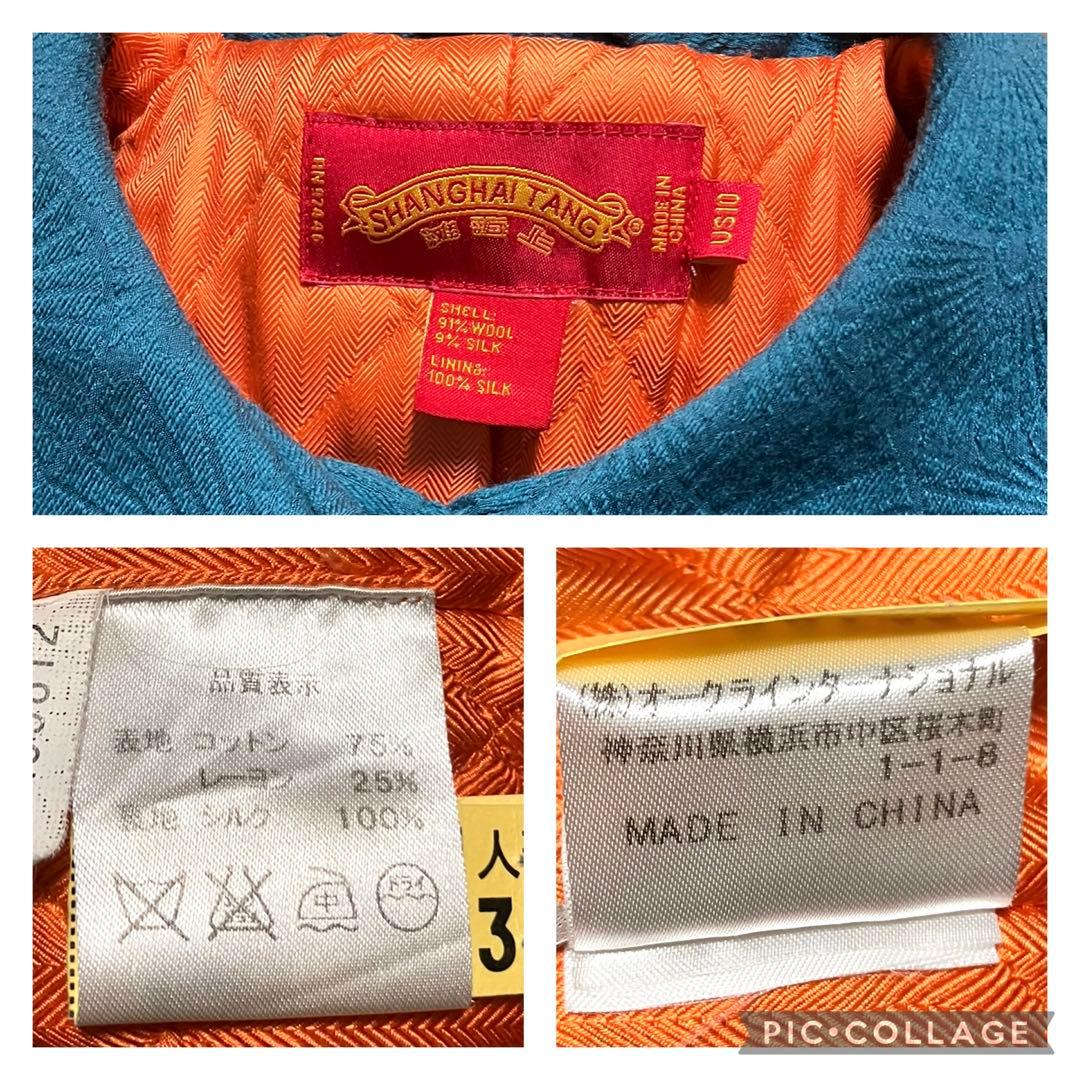 RN 97446
SHANGHAI TANG®
MADE IN
CHINA
US10
SHELL:
91% WOOL
9% SILK
LINING:
100% SILK
品質表示
表地 コットン 75%
レーヨン 25%
裏地 シルク 100%
中
ドライ
人
3
(株)オークラインターナショナル
神奈川県横浜市中区桜木町
1-1-8
MADE IN CHINA
PIC•COLLAGE